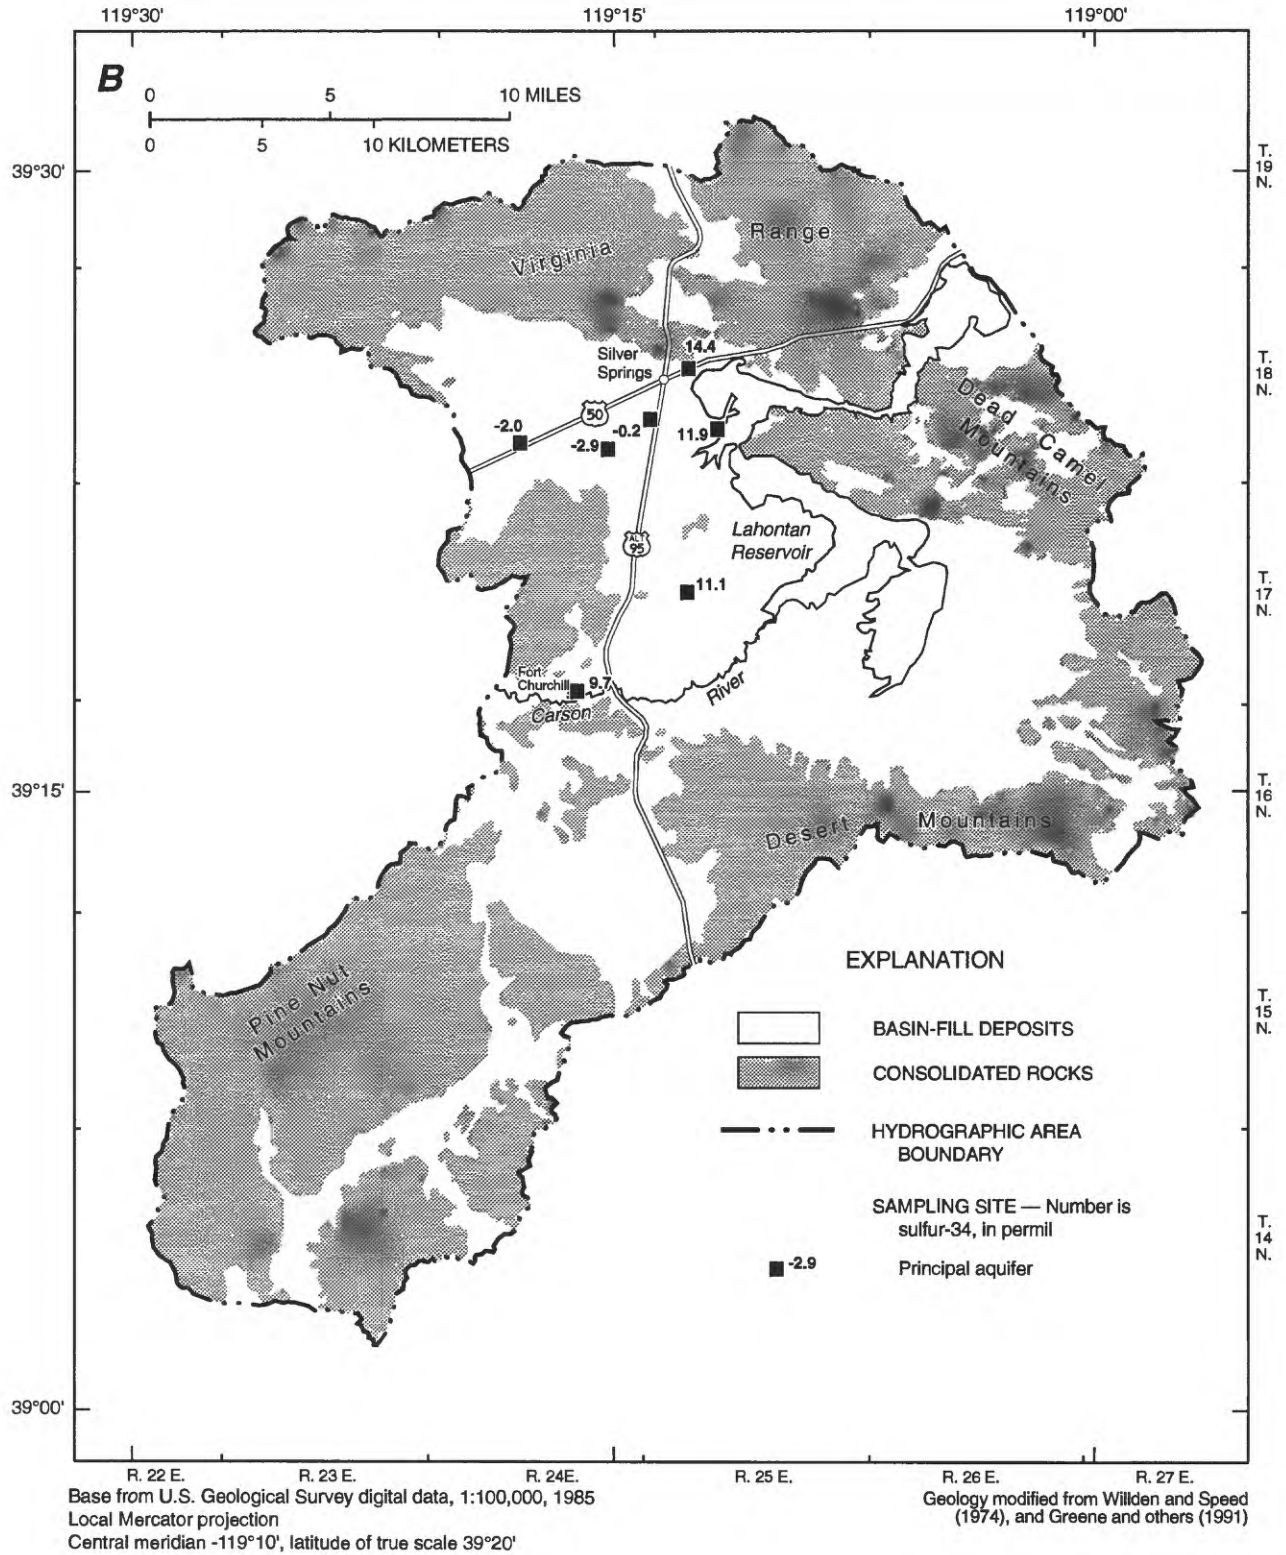 119°30' 119°15' 119°00'
B
0 5 10 MILES
0 5 10 KILOMETERS
39°30'
T.
19
N.
Virginia
Range
Silver
Springs
14.4
T.
18
N.
50
-2.0
-2.9
-0.2
11.9
Dead Camel
Mountains
ALT
95
Lahontan
Reservoir
11.1
T.
17
N.
Fort
Churchill
9.7
Carson
River
39°15'
T.
16
N.
Desert Mountains
Pine Nut
Mountains
EXPLANATION
T.
15
N.
BASIN-FILL DEPOSITS
CONSOLIDATED ROCKS
HYDROGRAPHIC AREA
BOUNDARY
SAMPLING SITE — Number is
sulfur-34, in permil
T.
14
N.
-2.9 Principal aquifer
39°00'
R. 22 E. R. 23 E. R. 24E. R. 25 E. R. 26 E. R. 27 E.
Base from U.S. Geological Survey digital data, 1:100,000, 1985
Local Mercator projection
Central meridian -119°10', latitude of true scale 39°20'
Geology modified from Willden and Speed
(1974), and Greene and others (1991)